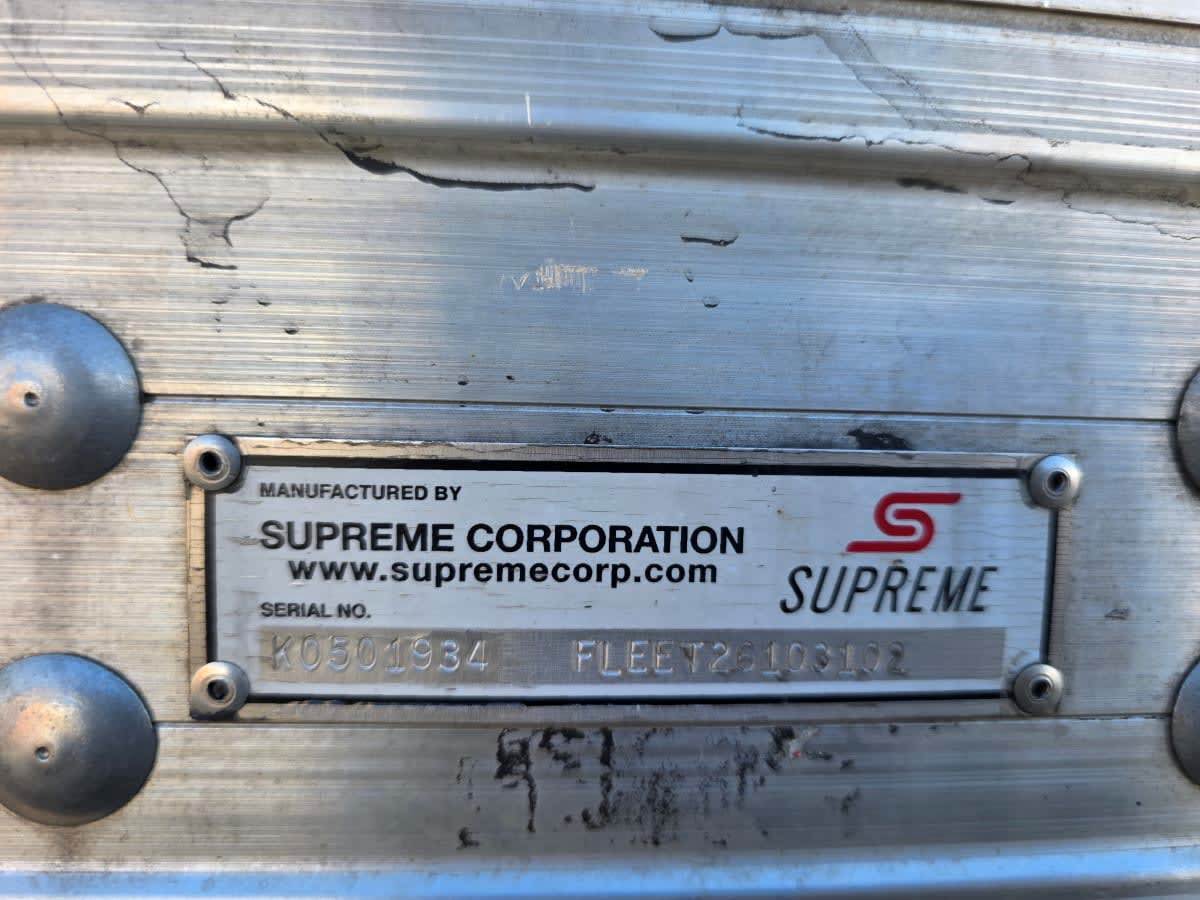 MANUFACTURED BY
SUPREME CORPORATION
www.supremecorp.com
SUPREME
SERIAL NO.
K0501934 FLEET26103102